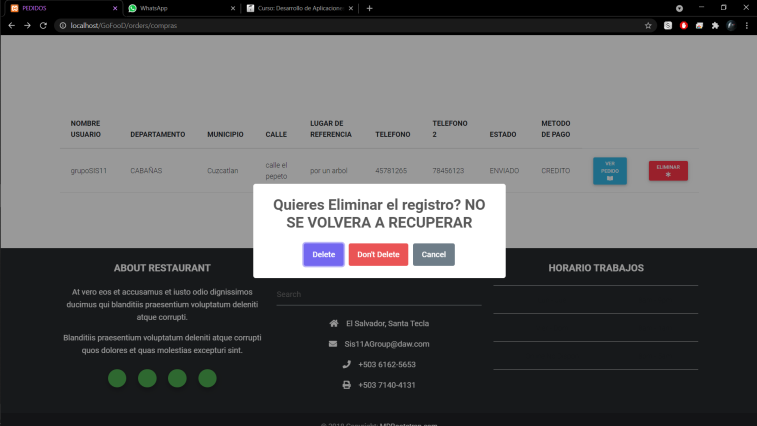 PEDIDOS
WhatsApp
Curso: Desarrollo de Aplicacione
localhost/GoFooD/orders/compras
NOMBRE USUARIO DEPARTAMENTO MUNICIPIO CALLE LUGAR DE REFERENCIA TELEFONO TELEFONO 2 ESTADO METODO DE PAGO
grupoSIS11 CABAÑAS Cuzcatlan calle el pepeto por un arbol 45781265 78456123 ENVIADO CREDITO VER PEDIDO ELIMINAR
Quieres Eliminar el registro? NO
SE VOLVERA A RECUPERAR
Delete Don't Delete Cancel
ABOUT RESTAURANT
At vero eos et accusamus et iusto odio dignissimos
ducimus qui blanditiis praesentium voluptatum deleniti
atque corrupti.
Blanditiis praesentium voluptatum deleniti atque corrupti
quos dolores et quas molestias excepturi sint.
Search
El Salvador, Santa Tecla
Sis11AGroup@daw.com
+503 6162-5653
+503 7140-4131
HORARIO TRABAJOS